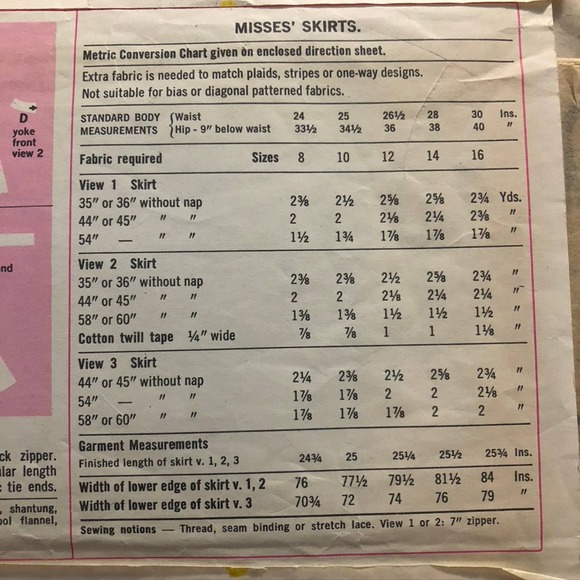 MISSES' SKIRTS.
Metric Conversion Chart given on enclosed direction sheet.
Extra fabric is needed to match plaids, stripes or one-way designs.
Not suitable for bias or diagonal patterned fabrics.
STANDARD BODY { Waist 24 25 26½ 28 30 Ins.
MEASUREMENTS { Hip - 9" below waist 33½ 34½ 36 38 40 "
Fabric required Sizes 8 10 12 14 16
View 1 Skirt
35" or 36" without nap 2⅜ 2½ 2⅝ 2⅝ 2¾ Yds.
44" or 45" " " 2 2 2⅛ 2¼ 2⅜ "
54" — " " 1½ 1¾ 1⅞ 1⅞ 1⅞ "
View 2 Skirt
35" or 36" without nap 2⅜ 2⅜ 2½ 2⅝ 2¾ "
44" or 45" " " 2 2 2⅛ 2¼ 2¼ "
58" or 60" " " 1⅜ 1⅜ 1½ 1½ 1½ "
Cotton twill tape ¼" wide ⅞ ⅞ 1 1 1⅛ "
View 3 Skirt
44" or 45" without nap 2¼ 2⅜ 2½ 2⅝ 2¾ "
54" — " " 1⅞ 1⅞ 2 2 2⅛ "
58" or 60" " " 1⅞ 1⅞ 1⅞ 2 2 "
Garment Measurements
Finished length of skirt v. 1, 2, 3 24¾ 25 25¼ 25½ 25¾ Ins.
Width of lower edge of skirt v. 1, 2 76 77½ 79½ 81½ 84 Ins.
Width of lower edge of skirt v. 3 70¾ 72 74 76 79 "
Sewing notions — Thread, seam binding or stretch lace. View 1 or 2: 7" zipper.
D
yoke
front
view 2
nd
ck zipper.
ular length
tie ends.
, shantung,
ool flannel,